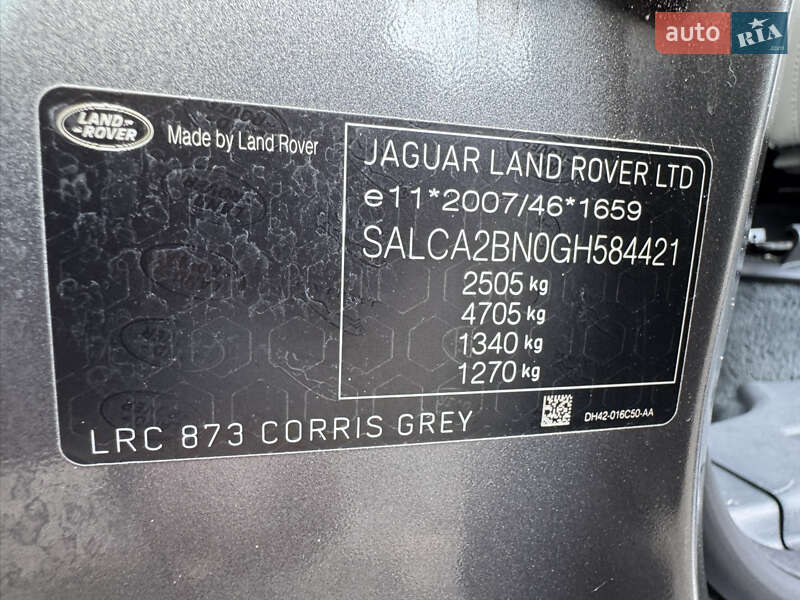 auto RIA
.com
LAND-
-ROVER
Made by Land Rover
JAGUAR LAND ROVER LTD
e11*2007/46*1659
SALCA2BN0GH584421
2505 kg
4705 kg
1340 kg
1270 kg
DH42-016C50-AA
LRC 873 CORRIS GREY